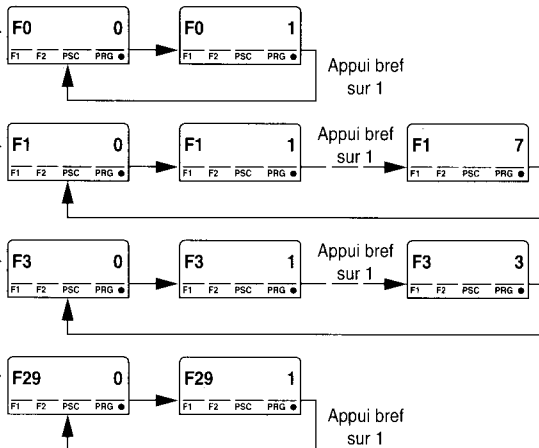 F0 0
F1 F2 PSC PRG
F0 1
F1 F2 PSC PRG
Appui bref
sur 1
F1 0
F1 F2 PSC PRG
F1 1
F1 F2 PSC PRG
Appui bref
sur 1
F1 7
F1 F2 PSC PRG
F3 0
F1 F2 PSC PRG
F3 1
F1 F2 PSC PRG
Appui bref
sur 1
F3 3
F1 F2 PSC PRG
F29 0
F1 F2 PSC PRG
F29 1
F1 F2 PSC PRG
Appui bref
sur 1